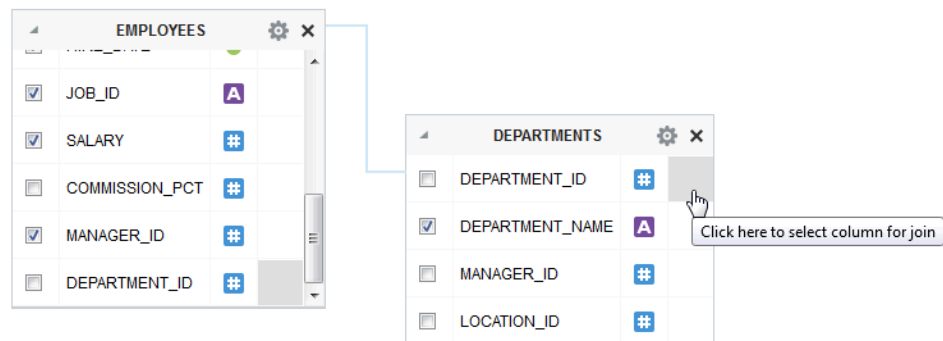 EMPLOYEES
JOB_ID A
SALARY #
COMMISSION_PCT #
MANAGER_ID #
DEPARTMENT_ID #
DEPARTMENTS
DEPARTMENT_ID #
DEPARTMENT_NAME A
Click here to select column for join
MANAGER_ID #
LOCATION_ID #